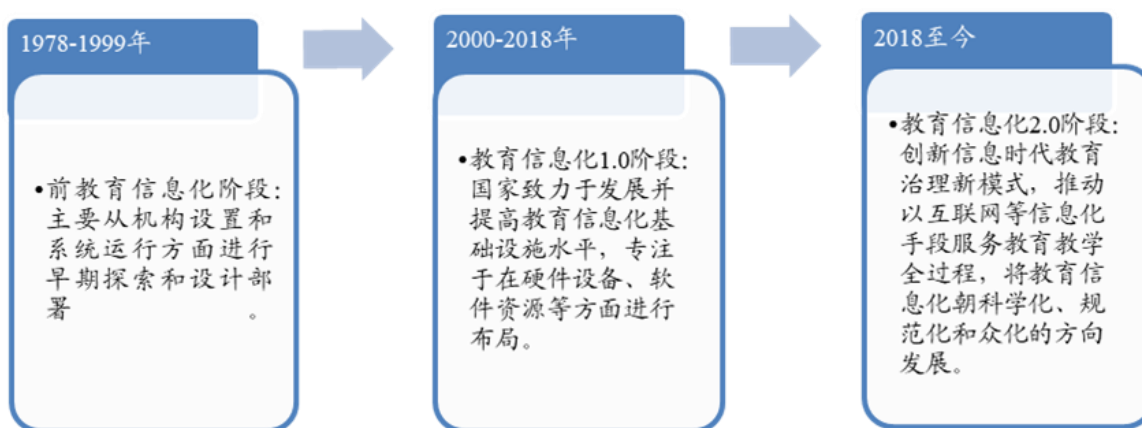 1978-1999年
•前教育信息化阶段：
主要从机构设置和
系统运行方面进行
早期探索和设计部
署。
2000-2018年
•教育信息化1.0阶段：
国家致力于发展并
提高教育信息化基
础设施水平，专注
于在硬件设备、软
件资源等方面进行
布局。
2018至今
•教育信息化2.0阶段：
创新信息时代教育
治理新模式，推动
以互联网等信息化
手段服务教育教学
全过程，将教育信
息化朝科学化、规
范化和众化的方向
发展。